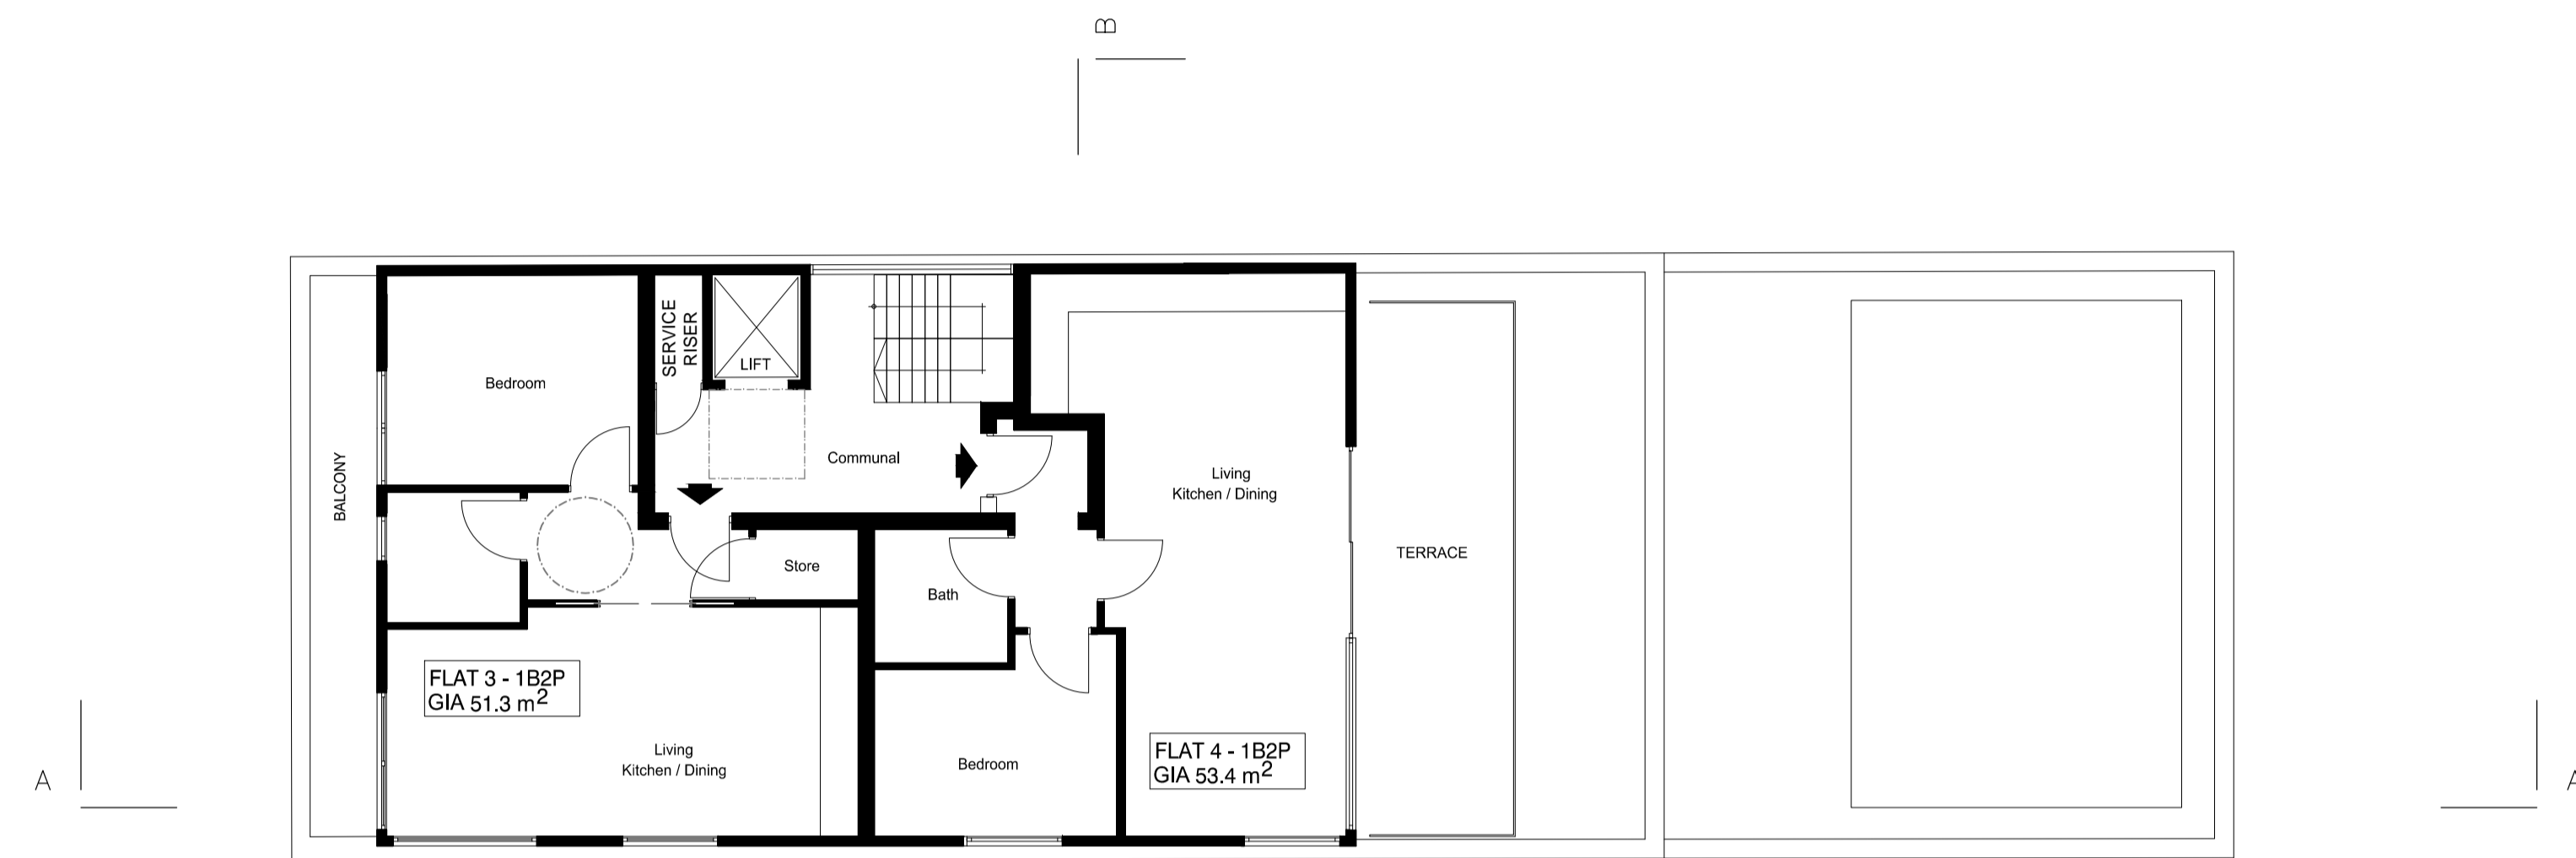 B
SERVICE
RISER
LIFT
Bedroom
BALCONY
Communal
Living
Kitchen / Dining
TERRACE
Store
Bath
FLAT 3 - 1B2P
GIA 51.3 m²
Living
Kitchen / Dining
Bedroom
FLAT 4 - 1B2P
GIA 53.4 m²
A
A